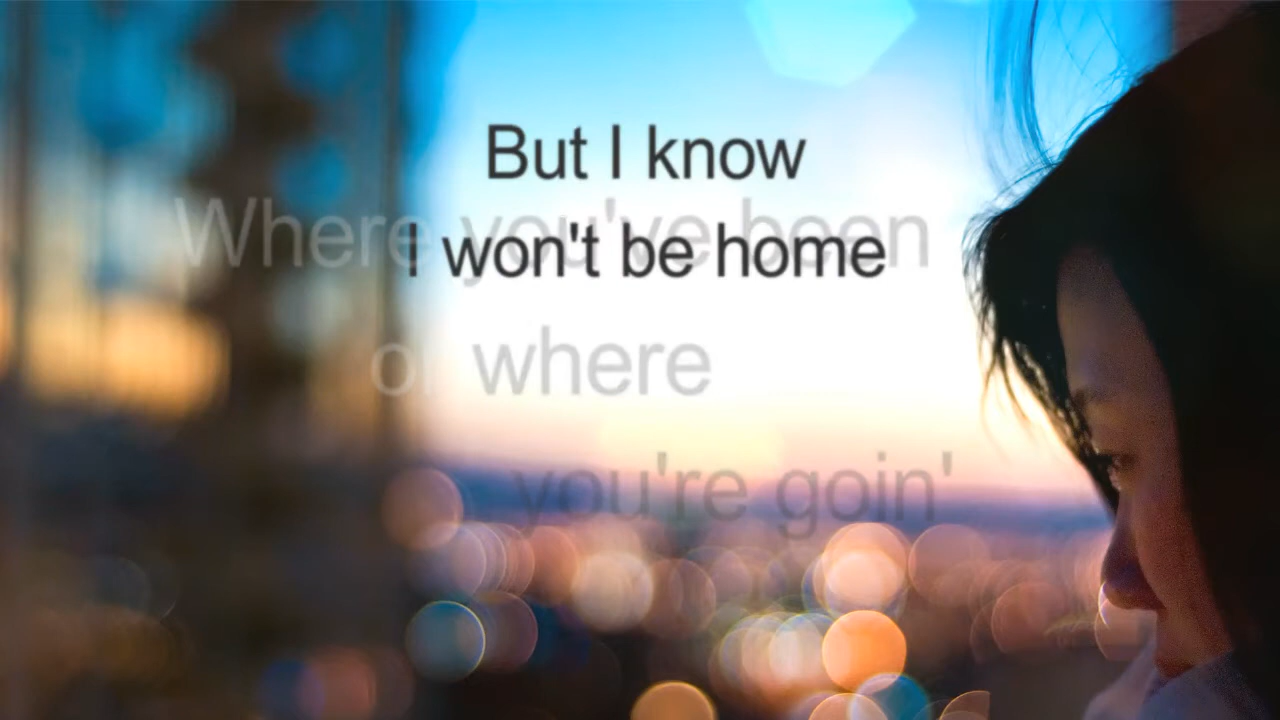 But I know
Where you've been
I won't be home
or where
you're goin'